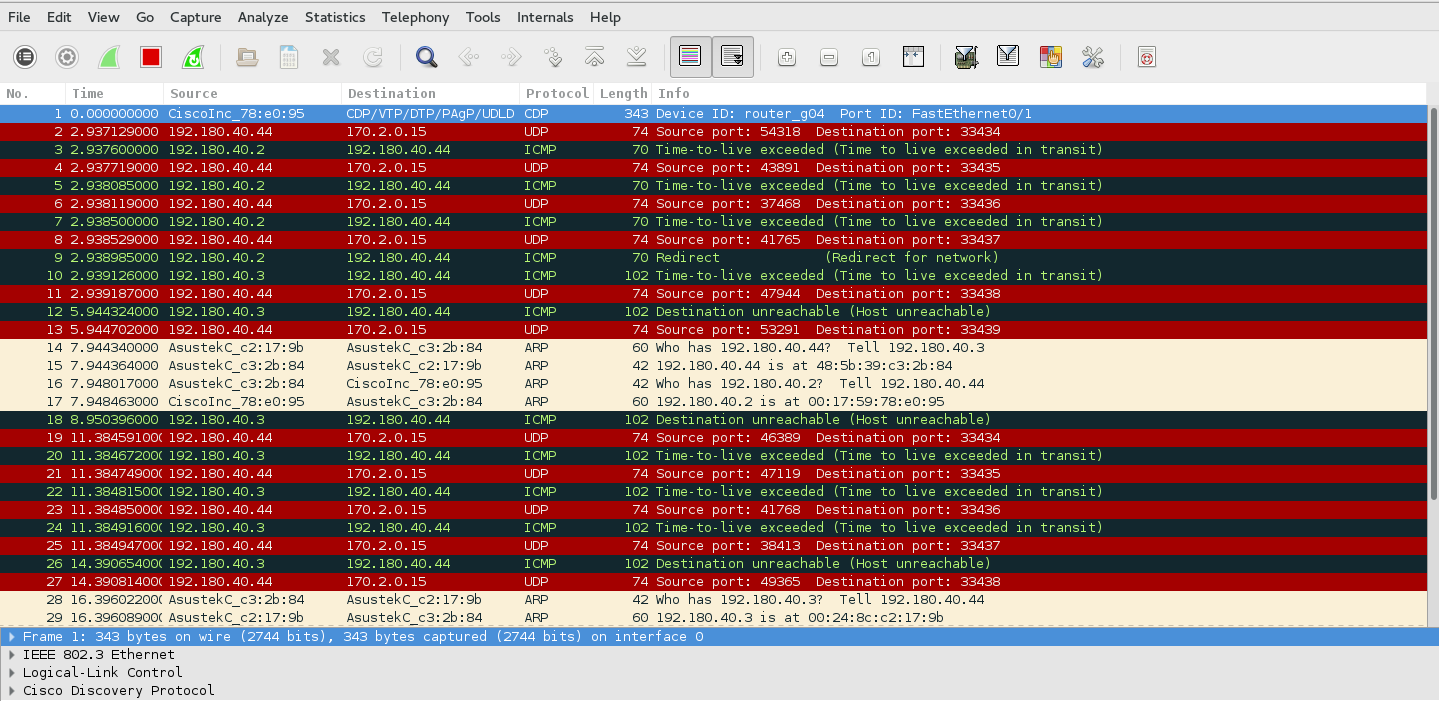 File Edit View Go Capture Analyze Statistics Telephony Tools Internals Help
No. Time Source Destination Protocol Length Info
1 0.000000000 CiscoInc_78:e0:95 CDP/VTP/DTP/PAgP/UDLD CDP 343 Device ID: router_g04 Port ID: FastEthernet0/1
2 2.937129000 192.180.40.44 170.2.0.15 UDP 74 Source port: 54318 Destination port: 33434
3 2.937600000 192.180.40.2 192.180.40.44 ICMP 70 Time-to-live exceeded (Time to live exceeded in transit)
4 2.937719000 192.180.40.44 170.2.0.15 UDP 74 Source port: 43891 Destination port: 33435
5 2.938085000 192.180.40.2 192.180.40.44 ICMP 70 Time-to-live exceeded (Time to live exceeded in transit)
6 2.938119000 192.180.40.44 170.2.0.15 UDP 74 Source port: 37468 Destination port: 33436
7 2.938500000 192.180.40.2 192.180.40.44 ICMP 70 Time-to-live exceeded (Time to live exceeded in transit)
8 2.938529000 192.180.40.44 170.2.0.15 UDP 74 Source port: 41765 Destination port: 33437
9 2.938985000 192.180.40.2 192.180.40.44 ICMP 70 Redirect (Redirect for network)
10 2.939126000 192.180.40.3 192.180.40.44 ICMP 102 Time-to-live exceeded (Time to live exceeded in transit)
11 2.939187000 192.180.40.44 170.2.0.15 UDP 74 Source port: 47944 Destination port: 33438
12 5.944324000 192.180.40.3 192.180.40.44 ICMP 102 Destination unreachable (Host unreachable)
13 5.944702000 192.180.40.44 170.2.0.15 UDP 74 Source port: 53291 Destination port: 33439
14 7.944340000 AsustekC_c2:17:9b AsustekC_c3:2b:84 ARP 60 Who has 192.180.40.44? Tell 192.180.40.3
15 7.944364000 AsustekC_c3:2b:84 AsustekC_c2:17:9b ARP 42 192.180.40.44 is at 48:5b:39:c3:2b:84
16 7.948017000 AsustekC_c3:2b:84 CiscoInc_78:e0:95 ARP 42 Who has 192.180.40.2? Tell 192.180.40.44
17 7.948463000 CiscoInc_78:e0:95 AsustekC_c3:2b:84 ARP 60 192.180.40.2 is at 00:17:59:78:e0:95
18 8.950396000 192.180.40.3 192.180.40.44 ICMP 102 Destination unreachable (Host unreachable)
19 11.384591000 192.180.40.44 170.2.0.15 UDP 74 Source port: 46389 Destination port: 33434
20 11.384672000 192.180.40.3 192.180.40.44 ICMP 102 Time-to-live exceeded (Time to live exceeded in transit)
21 11.384749000 192.180.40.44 170.2.0.15 UDP 74 Source port: 47119 Destination port: 33435
22 11.384815000 192.180.40.3 192.180.40.44 ICMP 102 Time-to-live exceeded (Time to live exceeded in transit)
23 11.384850000 192.180.40.44 170.2.0.15 UDP 74 Source port: 41768 Destination port: 33436
24 11.384916000 192.180.40.3 192.180.40.44 ICMP 102 Time-to-live exceeded (Time to live exceeded in transit)
25 11.384947000 192.180.40.44 170.2.0.15 UDP 74 Source port: 38413 Destination port: 33437
26 14.390654000 192.180.40.3 192.180.40.44 ICMP 102 Destination unreachable (Host unreachable)
27 14.390814000 192.180.40.44 170.2.0.15 UDP 74 Source port: 49365 Destination port: 33438
28 16.396022000 AsustekC_c3:2b:84 AsustekC_c2:17:9b ARP 42 Who has 192.180.40.3? Tell 192.180.40.44
29 16.396089000 AsustekC_c2:17:9b AsustekC_c3:2b:84 ARP 60 192.180.40.3 is at 00:24:8c:c2:17:9b
Frame 1: 343 bytes on wire (2744 bits), 343 bytes captured (2744 bits) on interface 0
IEEE 802.3 Ethernet
Logical-Link Control
Cisco Discovery Protocol